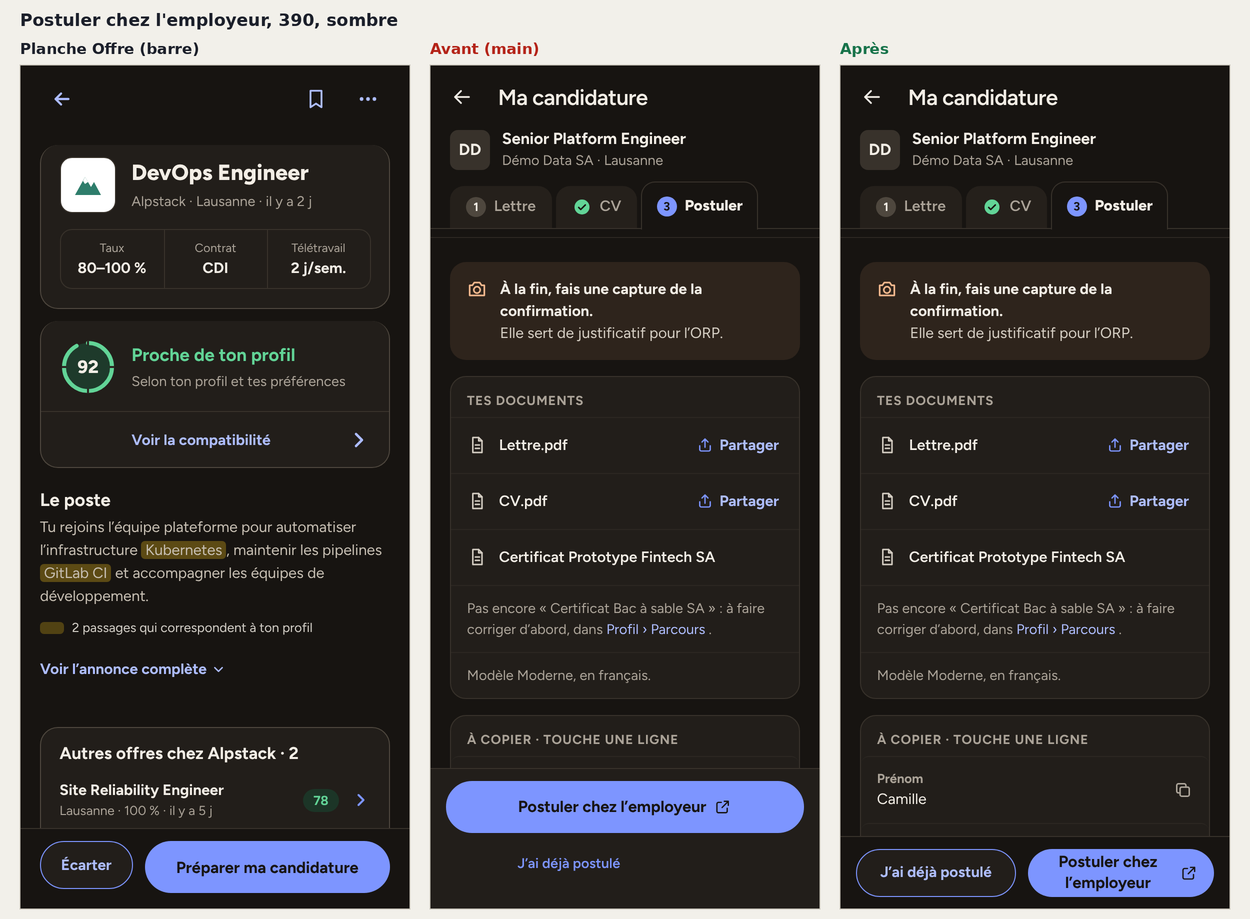 Postuler chez l'employeur, 390, sombre
Planche Offre (barre)
DevOps Engineer
Alpstack · Lausanne · il y a 2 j
Taux
80–100 %
Contrat
CDI
Télétravail
2 j/sem.
92
Proche de ton profil
Selon ton profil et tes préférences
Voir la compatibilité
Le poste
Tu rejoins l’équipe plateforme pour automatiser
l’infrastructure Kubernetes, maintenir les pipelines
GitLab CI et accompagner les équipes de
développement.
2 passages qui correspondent à ton profil
Voir l’annonce complète
Autres offres chez Alpstack · 2
Site Reliability Engineer
Lausanne · 100 % · il y a 5 j
78
Écarter
Préparer ma candidature
Avant (main)
Ma candidature
DD
Senior Platform Engineer
Démo Data SA · Lausanne
1 Lettre
CV
3 Postuler
À la fin, fais une capture de la
confirmation.
Elle sert de justificatif pour l’ORP.
TES DOCUMENTS
Lettre.pdf
Partager
CV.pdf
Partager
Certificat Prototype Fintech SA
Pas encore « Certificat Bac à sable SA » : à faire
corriger d’abord, dans Profil › Parcours .
Modèle Moderne, en français.
À COPIER · TOUCHE UNE LIGNE
Postuler chez l’employeur
J’ai déjà postulé
Après
Ma candidature
DD
Senior Platform Engineer
Démo Data SA · Lausanne
1 Lettre
CV
3 Postuler
À la fin, fais une capture de la
confirmation.
Elle sert de justificatif pour l’ORP.
TES DOCUMENTS
Lettre.pdf
Partager
CV.pdf
Partager
Certificat Prototype Fintech SA
Pas encore « Certificat Bac à sable SA » : à faire
corriger d’abord, dans Profil › Parcours .
Modèle Moderne, en français.
À COPIER · TOUCHE UNE LIGNE
Prénom
Camille
J’ai déjà postulé
Postuler chez
l’employeur